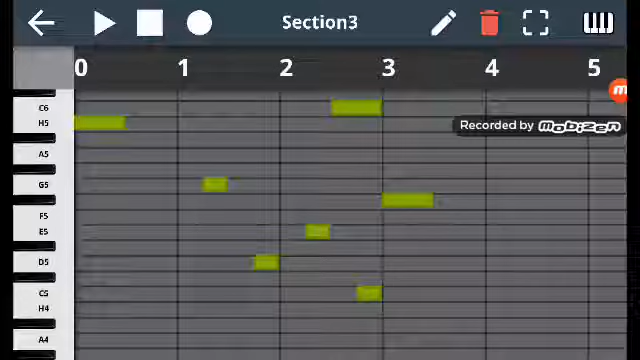 Section3
0 1 2 3 4 5
m
C6
H5
Recorded by mobizen
A5
G5
F5
E5
D5
C5
H4
A4